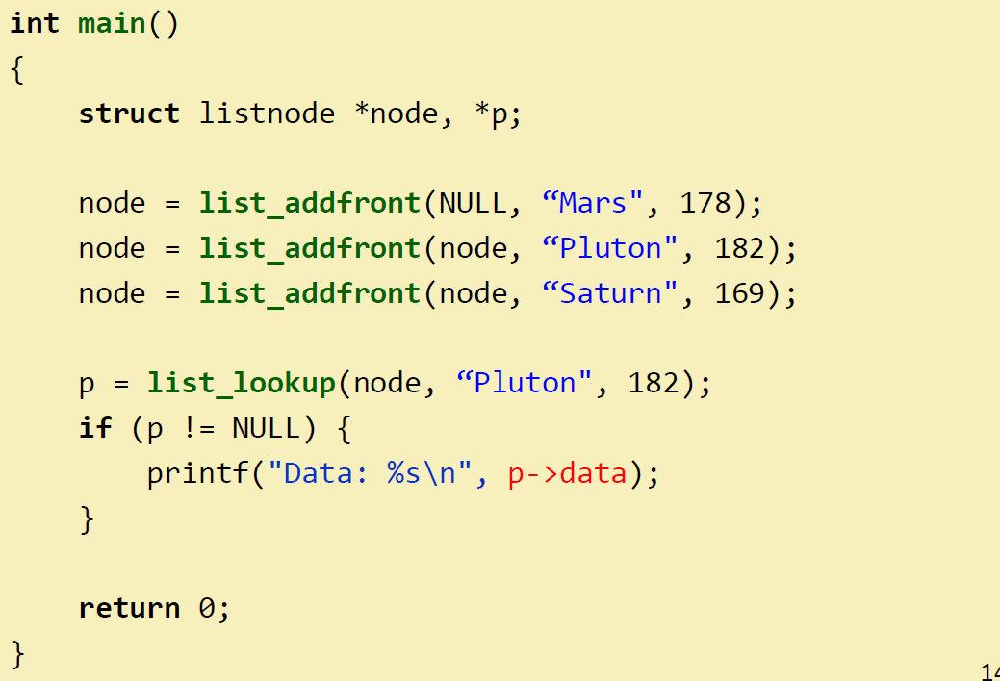 int main()
{
    struct listnode *node, *p;
    node = list_addfront(NULL, “Mars", 178);
    node = list_addfront(node, “Pluton", 182);
    node = list_addfront(node, “Saturn", 169);
    p = list_lookup(node, “Pluton", 182);
    if (p != NULL) {
        printf("Data: %s\n", p->data);
    }
    return 0;
}
14